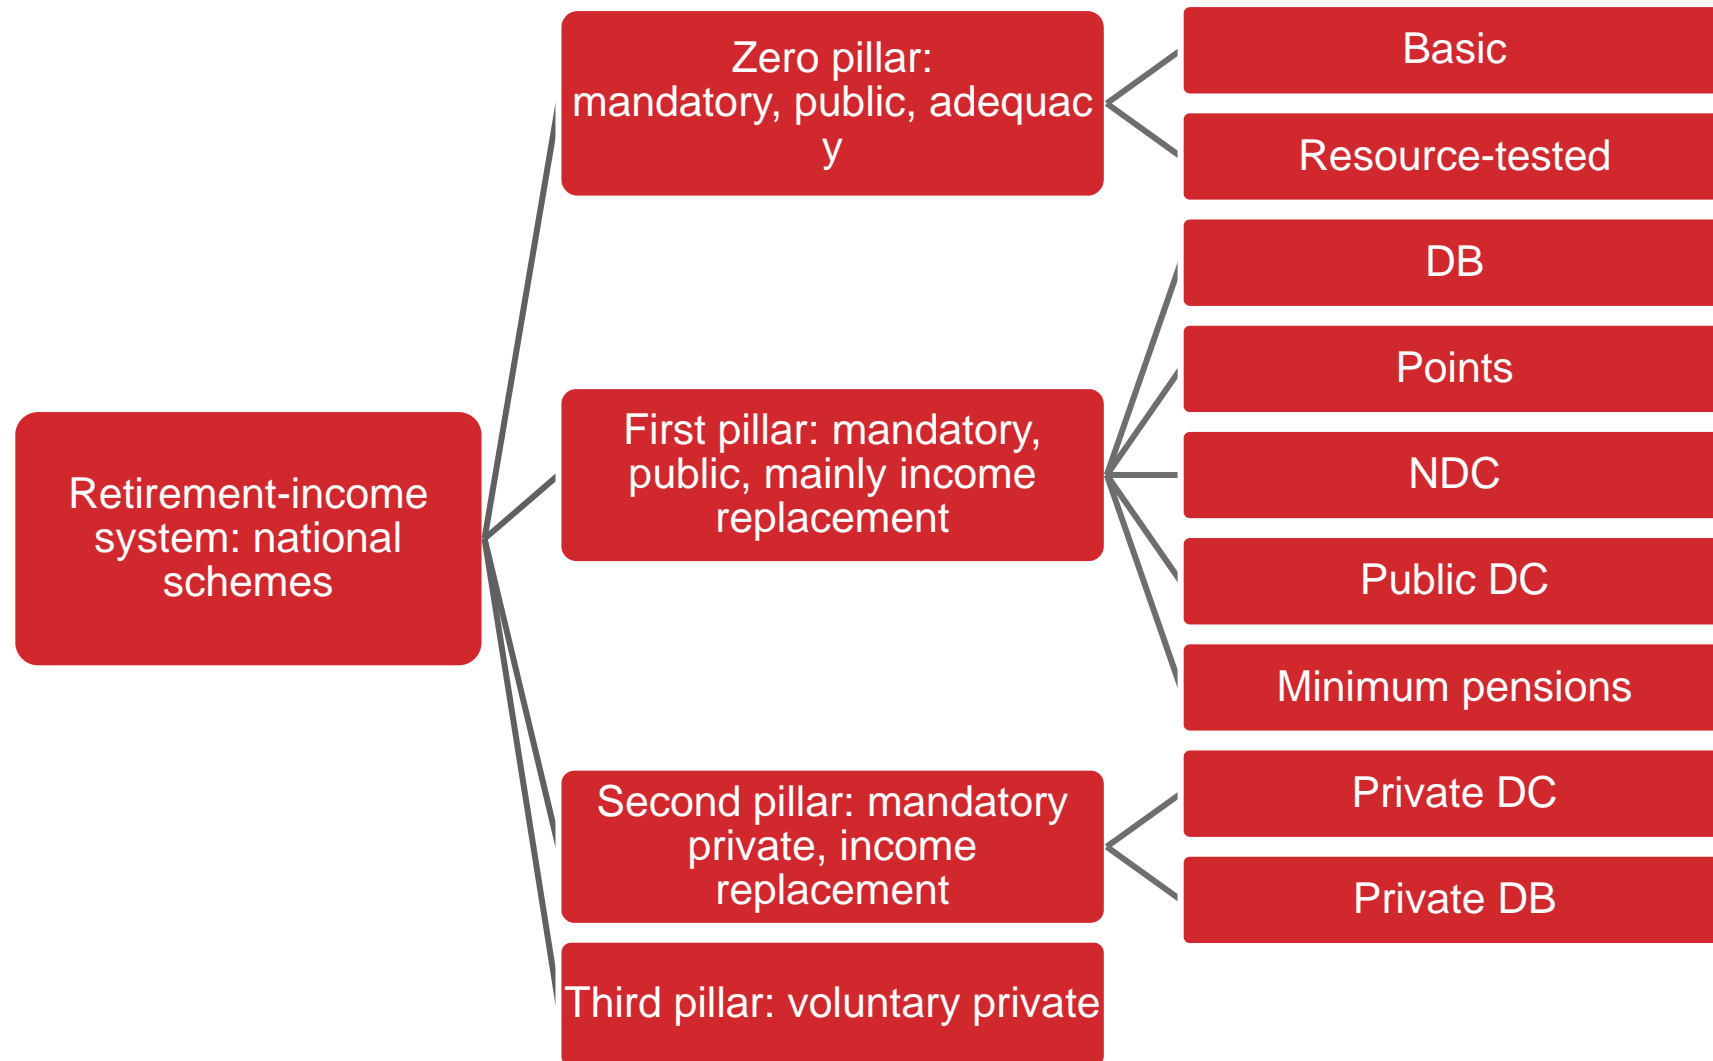 Retirement-income
system: national
schemes
Zero pillar:
mandatory, public, adequac
y
Basic
Resource-tested
First pillar: mandatory,
public, mainly income
replacement
DB
Points
NDC
Public DC
Minimum pensions
Second pillar: mandatory
private, income
replacement
Private DC
Private DB
Third pillar: voluntary private